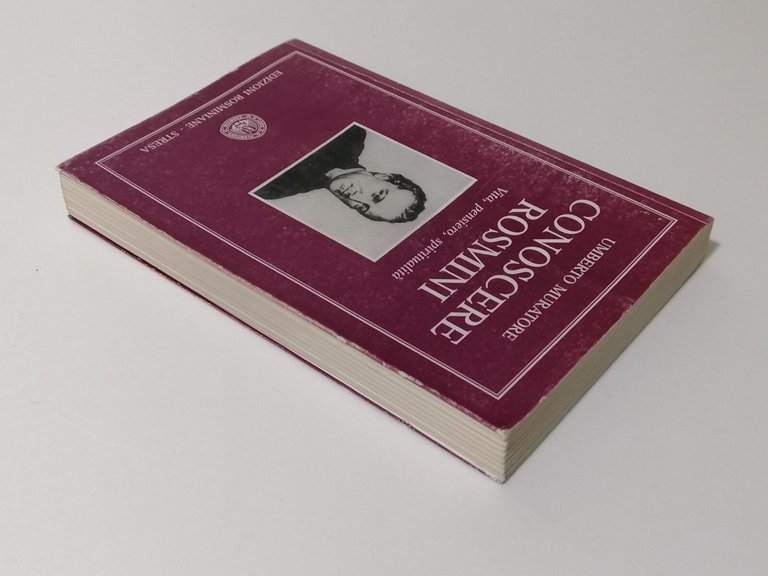 UMBERTO MURATORE
CONOSCERE
ROSMINI
Vita, pensiero, spiritualità
EDIZIONI ROSMINIANE - STRESA